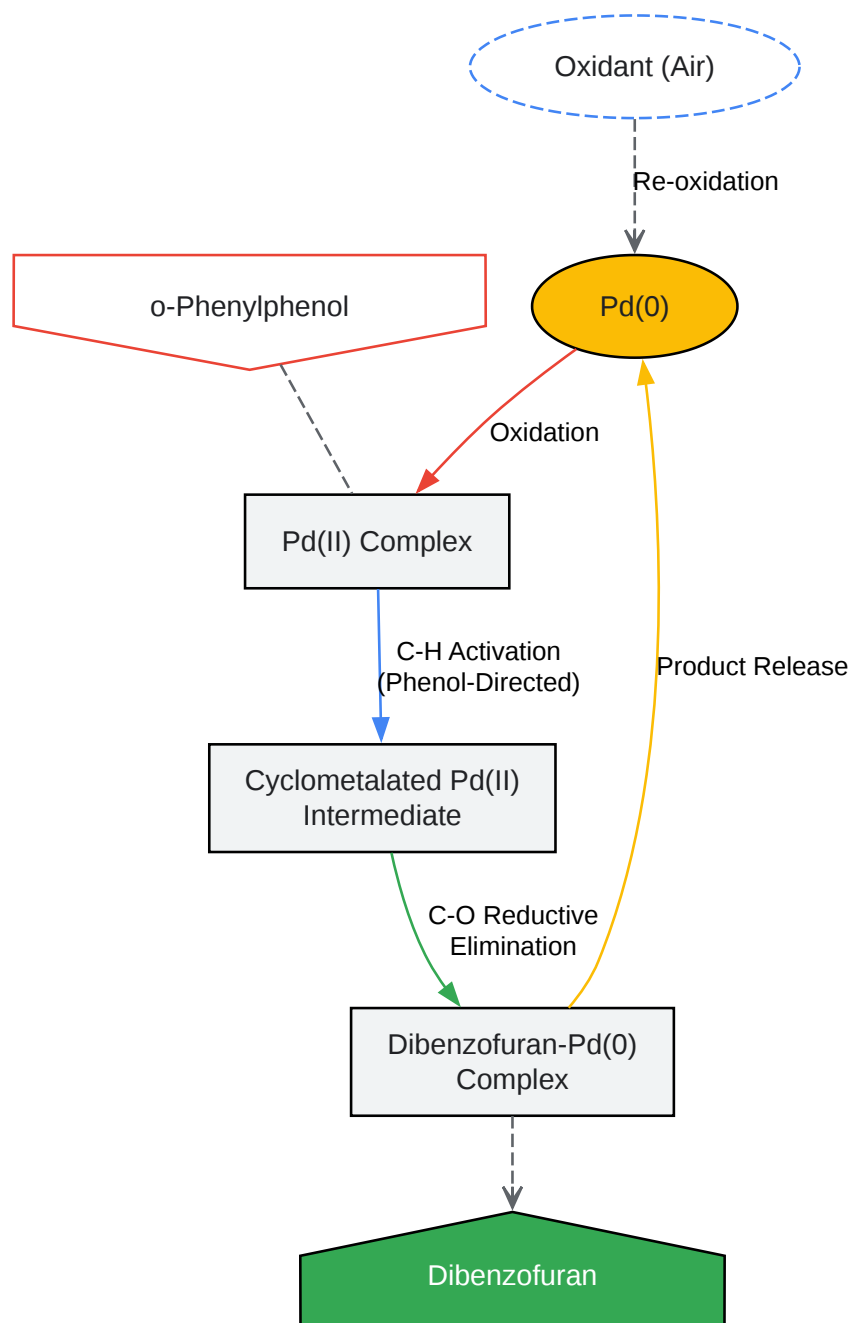 Oxidant (Air)
Re-oxidation
o-Phenylphenol
Pd(0)
Oxidation
Pd(II) Complex
C-H Activation
(Phenol-Directed)
Product Release
Cyclometalated Pd(II)
Intermediate
C-O Reductive
Elimination
Dibenzofuran-Pd(0)
Complex
Dibenzofuran